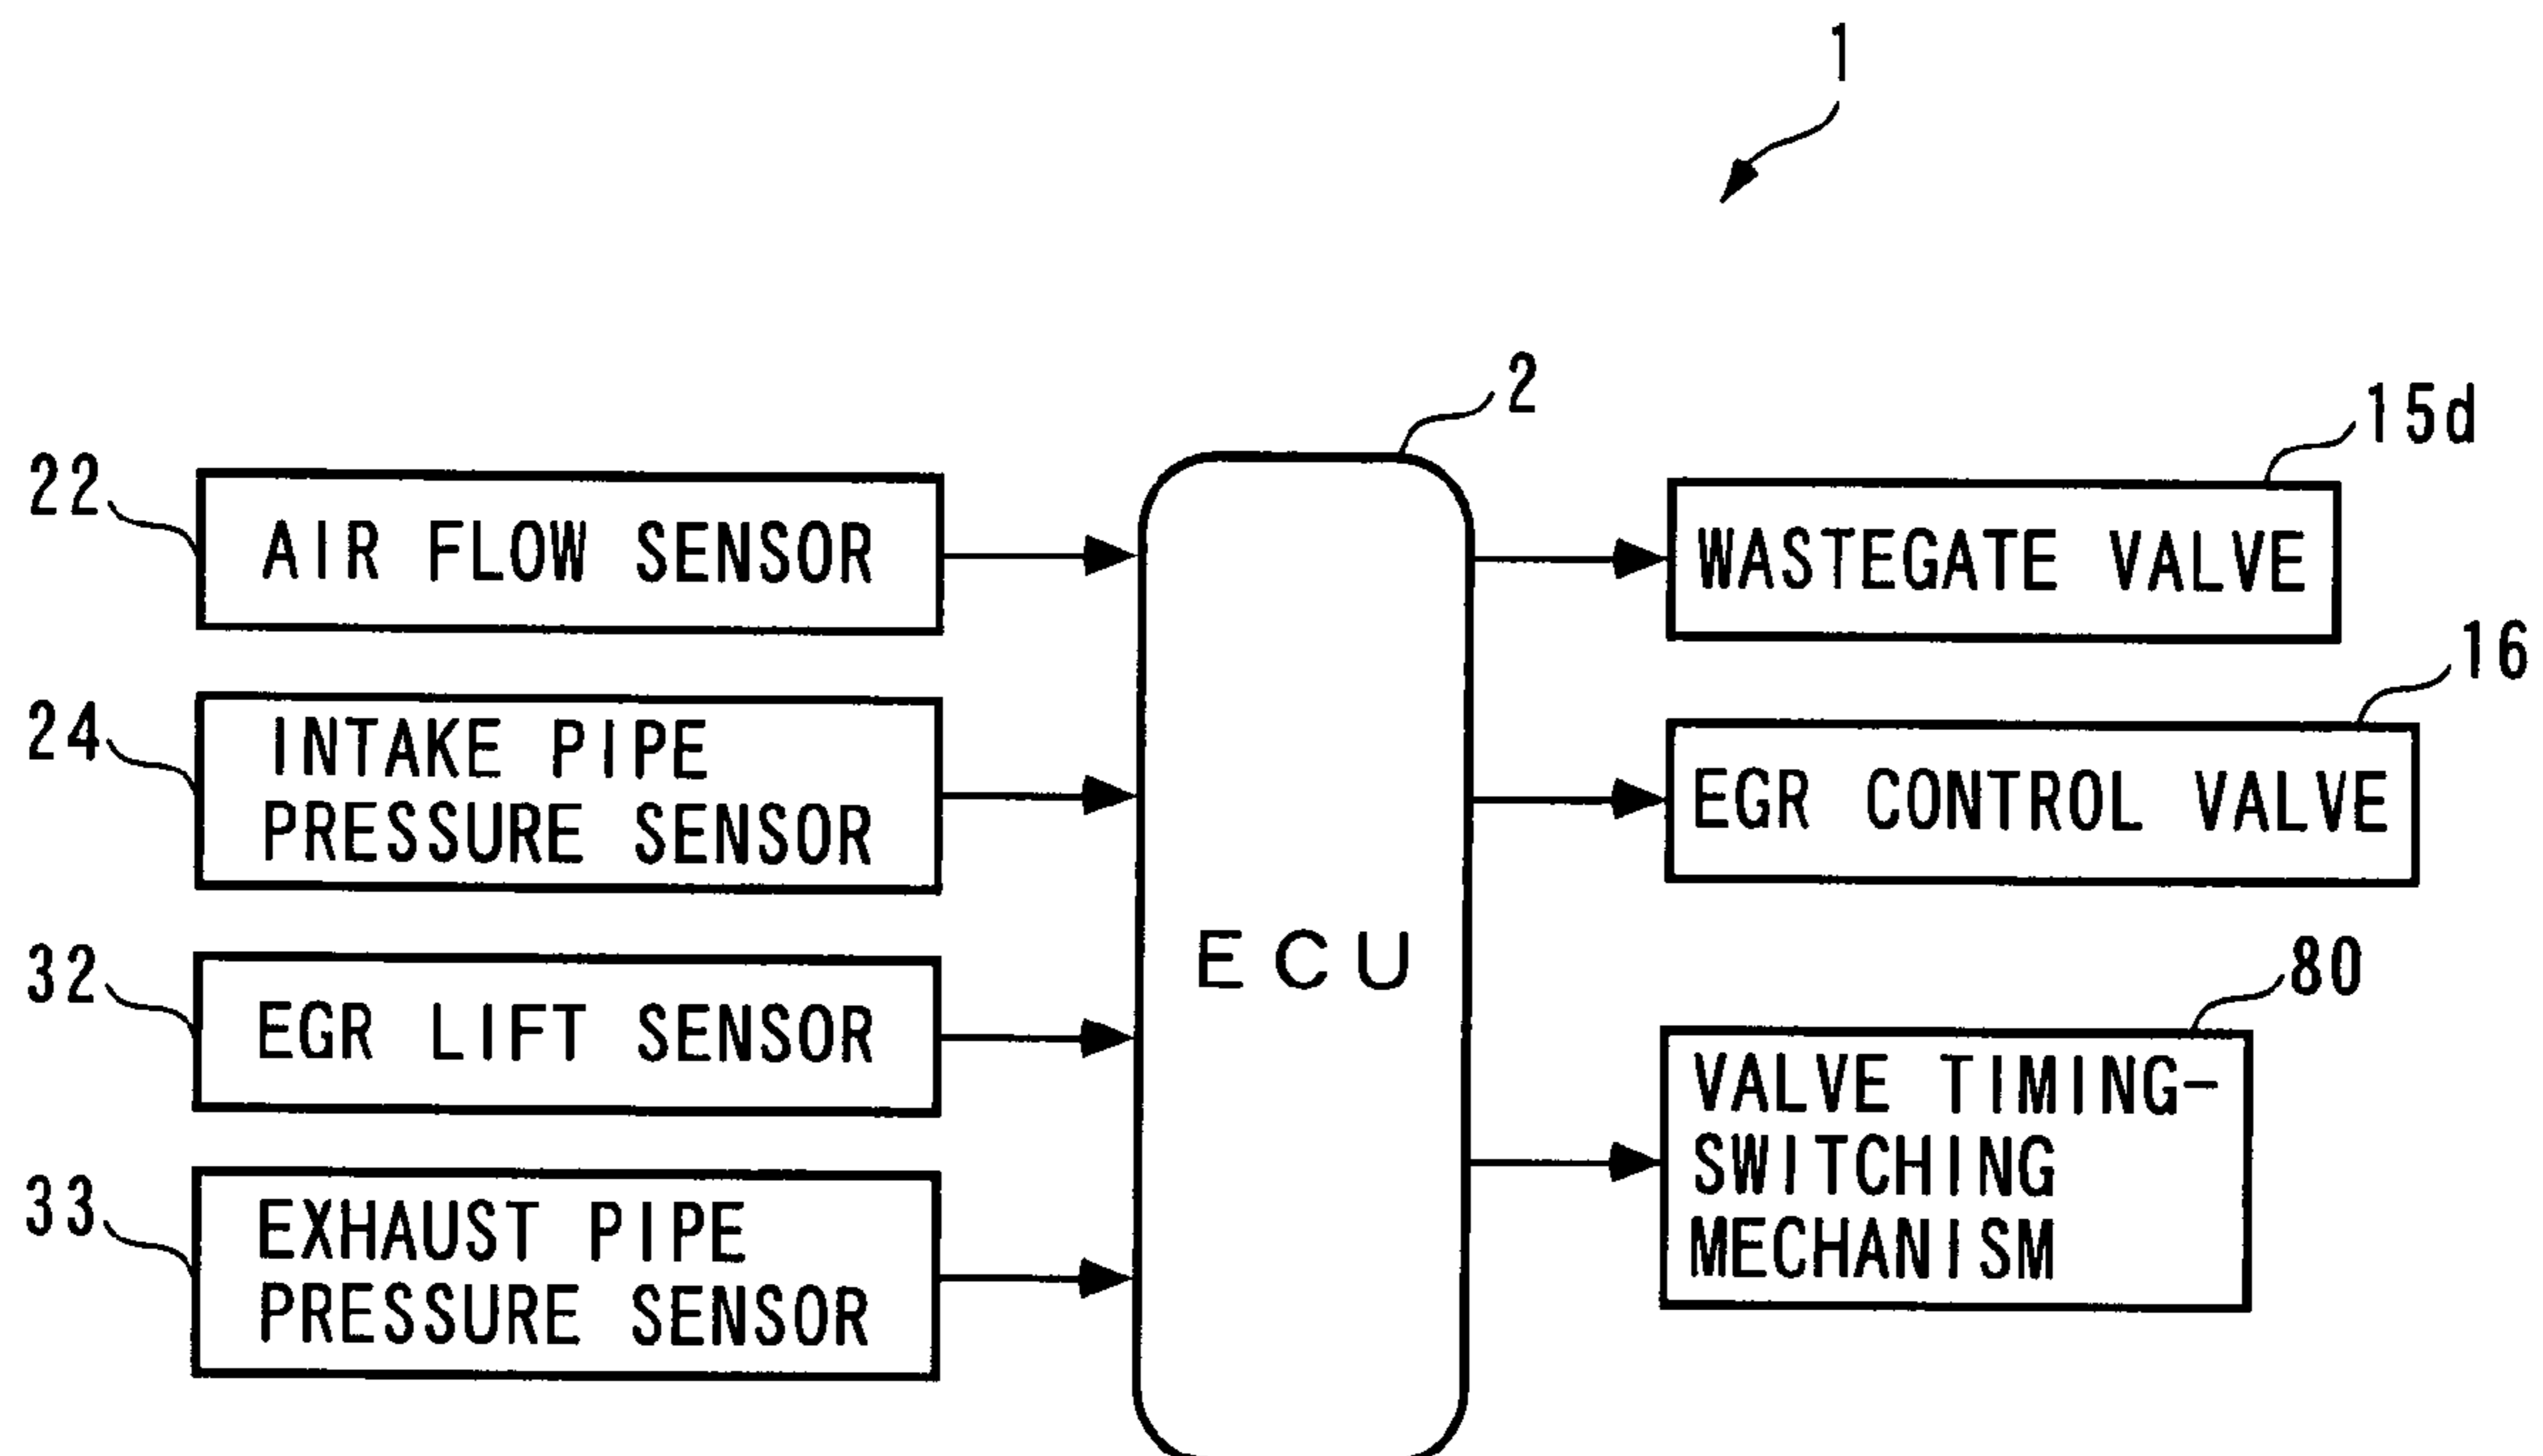 1
2
15d
22
AIR FLOW SENSOR
WASTEGATE VALVE
16
24
INTAKE PIPE
PRESSURE SENSOR
EGR CONTROL VALVE
32
EGR LIFT SENSOR
ECU
80
VALVE TIMING-
SWITCHING
MECHANISM
33
EXHAUST PIPE
PRESSURE SENSOR